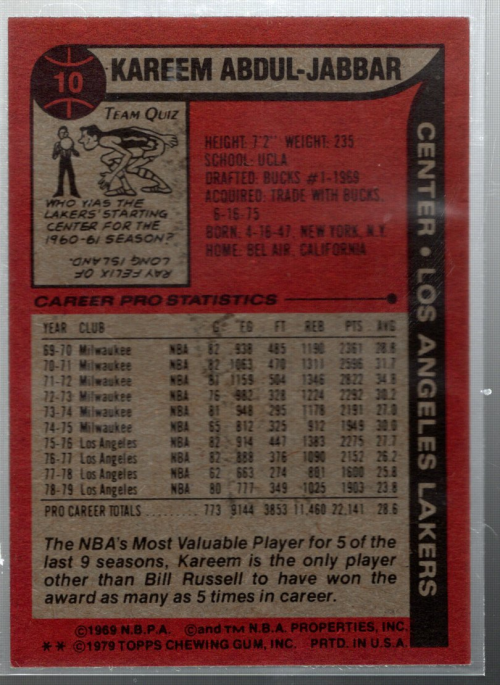 10
KAREEM ABDUL-JABBAR
TEAM QUIZ
WHO WAS THE
LAKERS' STARTING
CENTER FOR THE
1960-61 SEASON?
RAY FELIX OF
LONG ISLAND.
HEIGHT: 7'2" WEIGHT: 235
SCHOOL: UCLA
DRAFTED: BUCKS #1-1969
ACQUIRED: TRADE WITH BUCKS,
6-16-75
BORN: 4-16-47, NEW YORK, N.Y.
HOME: BEL AIR, CALIFORNIA
CENTER • LOS ANGELES LAKERS
CAREER PRO STATISTICS
YEAR CLUB G FG FT REB PTS AVG
69-70 Milwaukee NBA 82 938 485 1190 2361 28.8
70-71 Milwaukee NBA 82 1063 470 1311 2596 31.7
71-72 Milwaukee NBA 81 1159 504 1346 2822 34.8
72-73 Milwaukee NBA 76 982 328 1224 2292 30.2
73-74 Milwaukee NBA 81 948 295 1178 2191 27.0
74-75 Milwaukee NBA 65 812 325 912 1949 30.0
75-76 Los Angeles NBA 82 914 447 1383 2275 27.7
76-77 Los Angeles NBA 82 888 376 1090 2152 26.2
77-78 Los Angeles NBA 62 663 274 801 1600 25.8
78-79 Los Angeles NBA 80 777 349 1025 1903 23.8
PRO CAREER TOTALS .......... 773 9144 3853 11,460 22,141 28.6
The NBA's Most Valuable Player for 5 of the
last 9 seasons, Kareem is the only player
other than Bill Russell to have won the
award as many as 5 times in career.
©1969 N.B.P.A. ©and TM N.B.A. PROPERTIES, INC.
** ©1979 TOPPS CHEWING GUM, INC. PRTD. IN U.S.A.